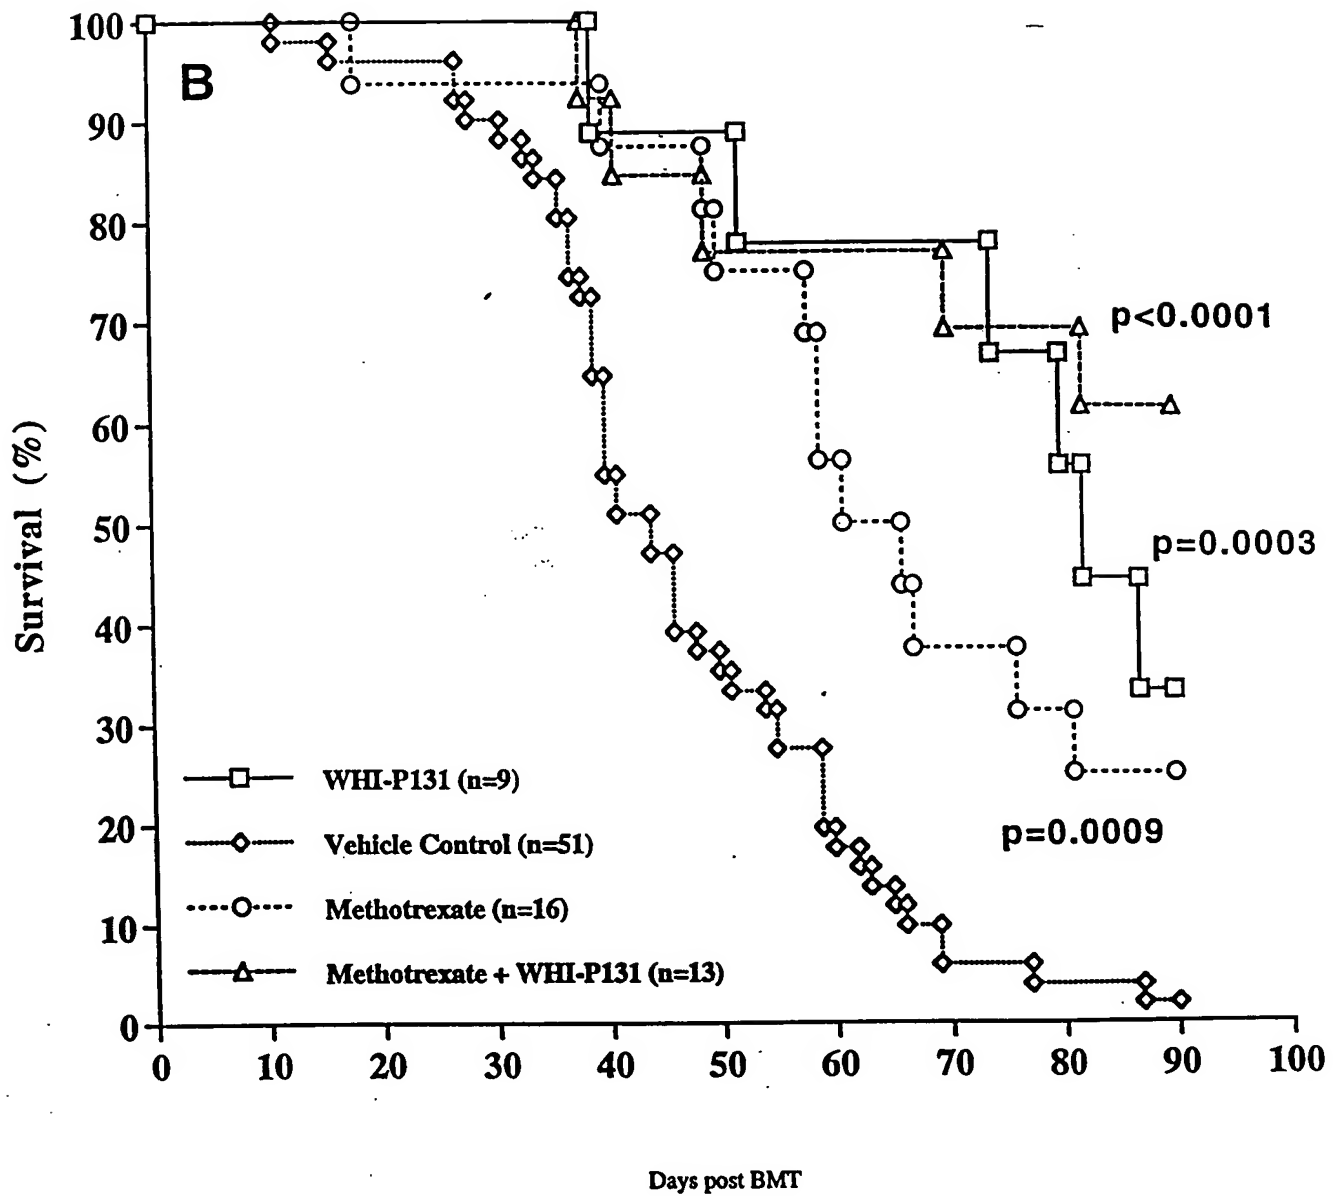 B
Survival (%)
100
90
80
70
60
50
40
30
20
10
0
p<0.0001
p=0.0003
p=0.0009
WHI-P131 (n=9)
Vehicle Control (n=51)
Methotrexate (n=16)
Methotrexate + WHI-P131 (n=13)
0 10 20 30 40 50 60 70 80 90 100
Days post BMT